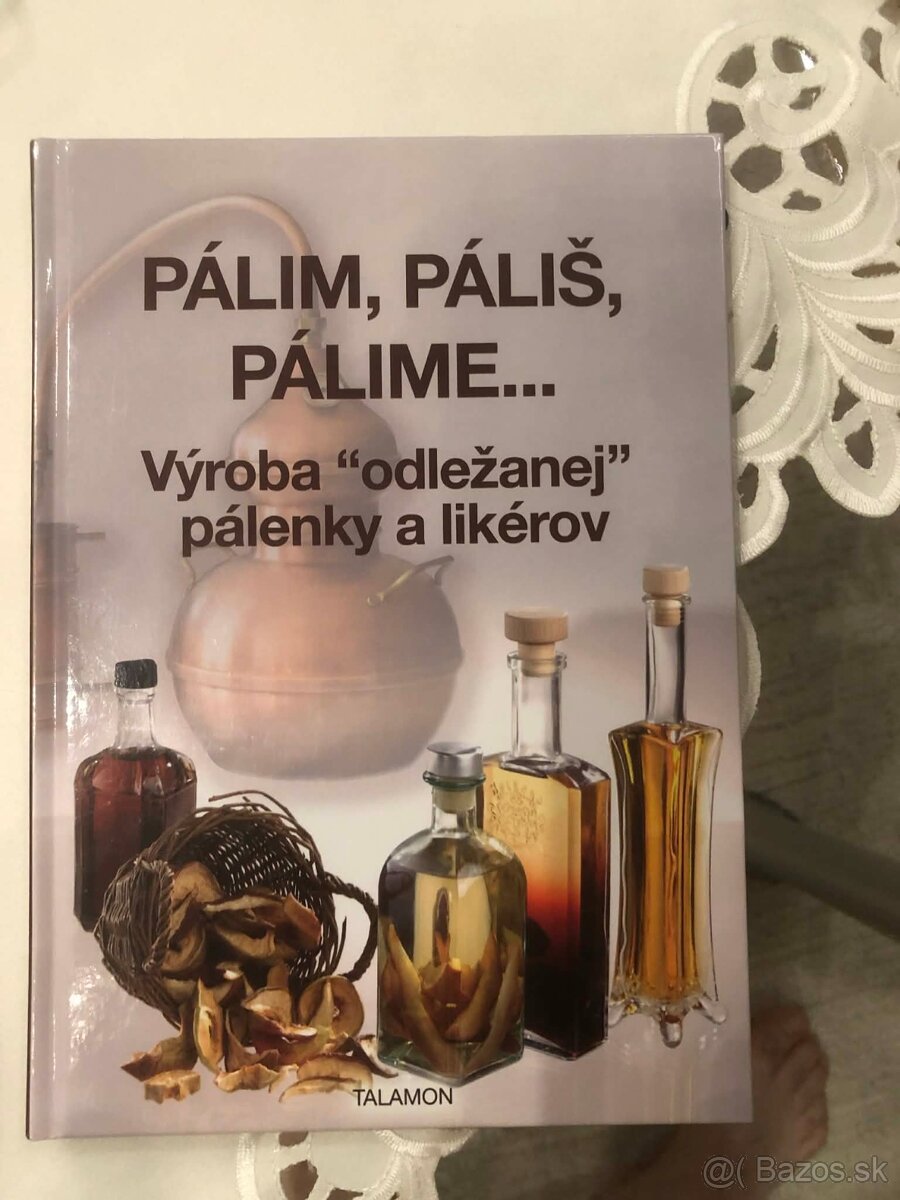 PÁLIM, PÁLIŠ,
PÁLIME...
Výroba “odležanej”
pálenky a likérov
TALAMON
@( Bazos.sk